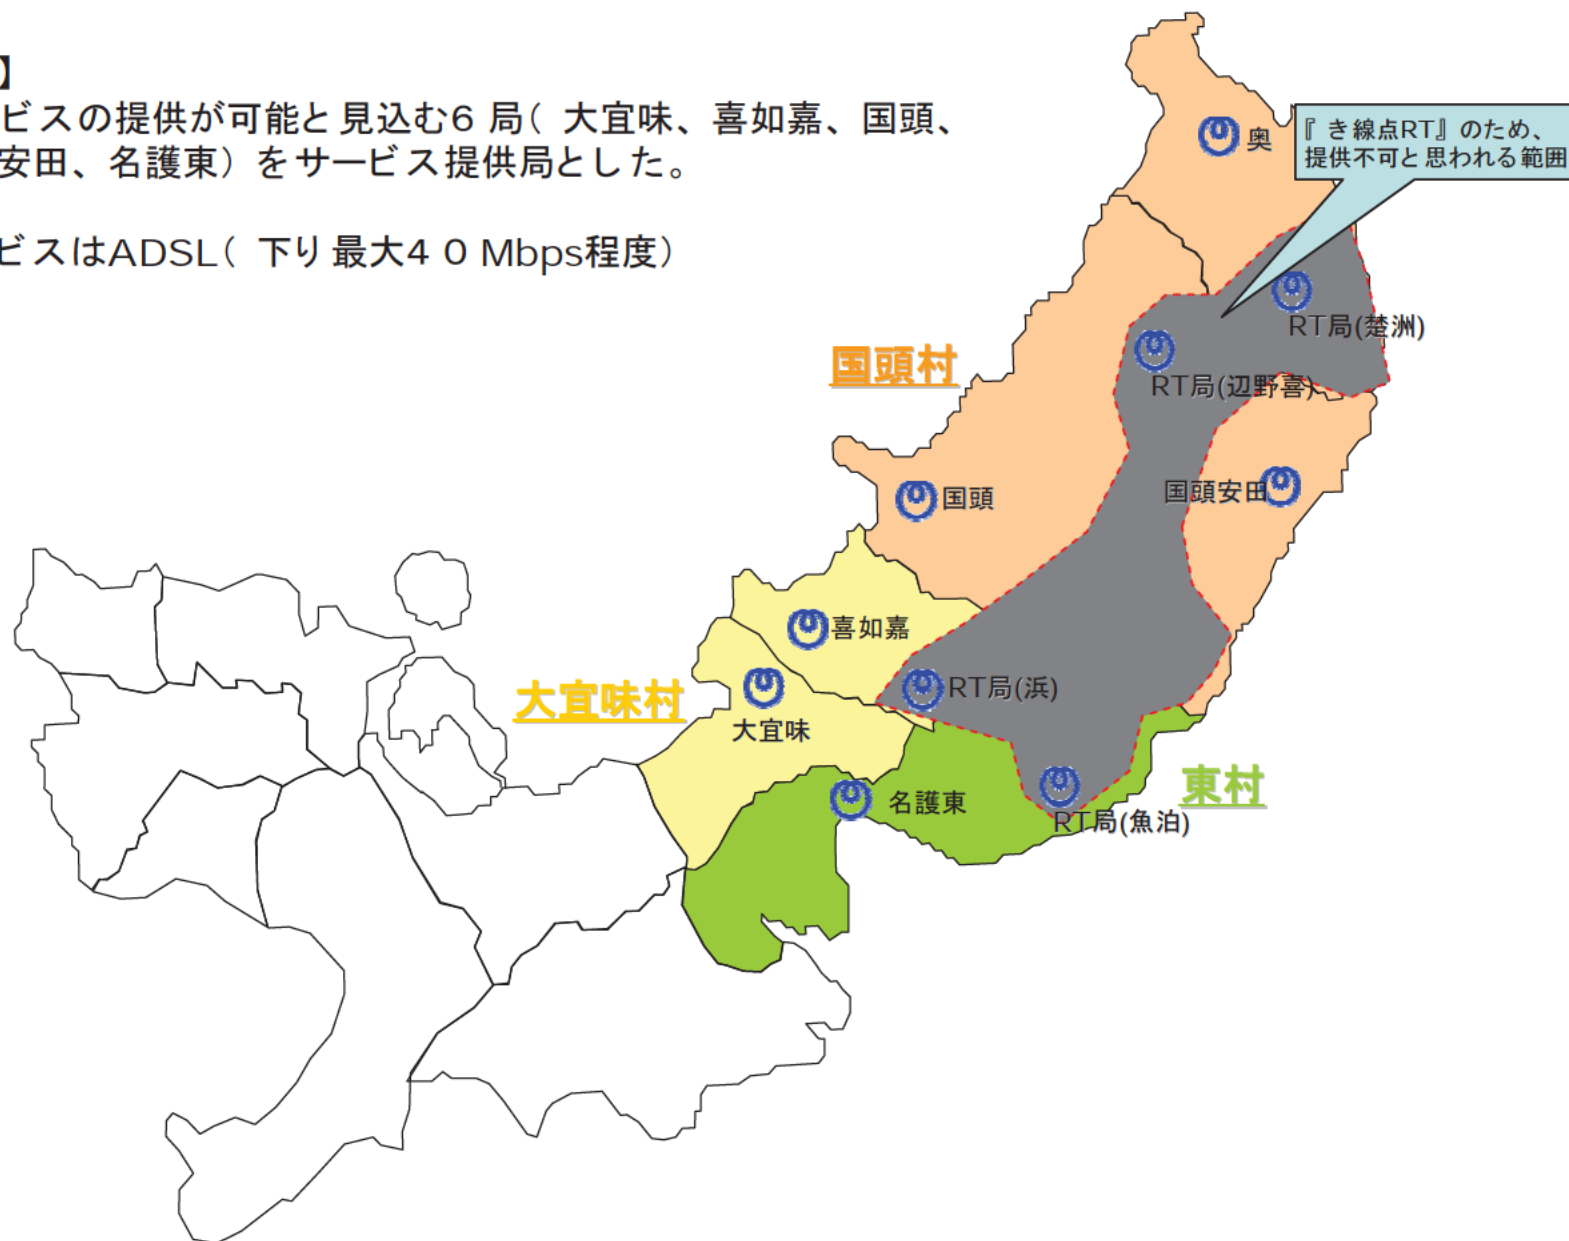 】
ビスの提供が可能と見込む6 局( 大宜味、喜如嘉、国頭、
安田、名護東) をサービス提供局とした。
ビスはADSL( 下り最大4 0 Mbps程度)
『 き線点RT』 のため、
提供不可と思われる範囲
奥
RT局(楚洲)
国頭村
RT局(辺野喜)
国頭安田
国頭
喜如嘉
大宜味村
RT局(浜)
大宜味
東村
名護東
RT局(魚泊)